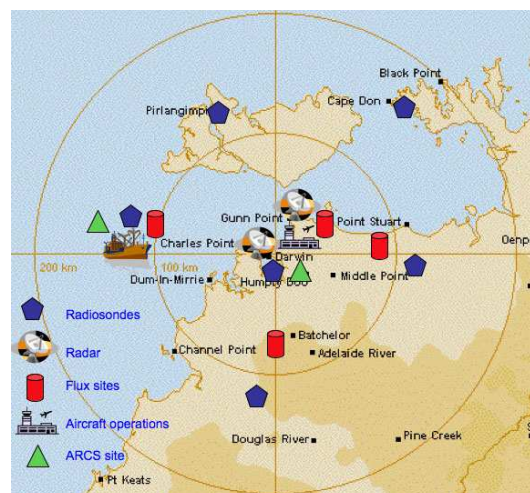 Black Point
Cape Don
Pirlangimpi
Gunn Point
Point Stuart
Charles Point
Oenp
Darwin
200 km
100 km
Dum-In-Mirrie
Humpty Doo
Middle Point
Radiosondes
Batchelor
Radar
Channel Point
Adelaide River
Flux sites
Aircraft operations
Douglas River
Pine Creek
ARCS site
Pt Keats